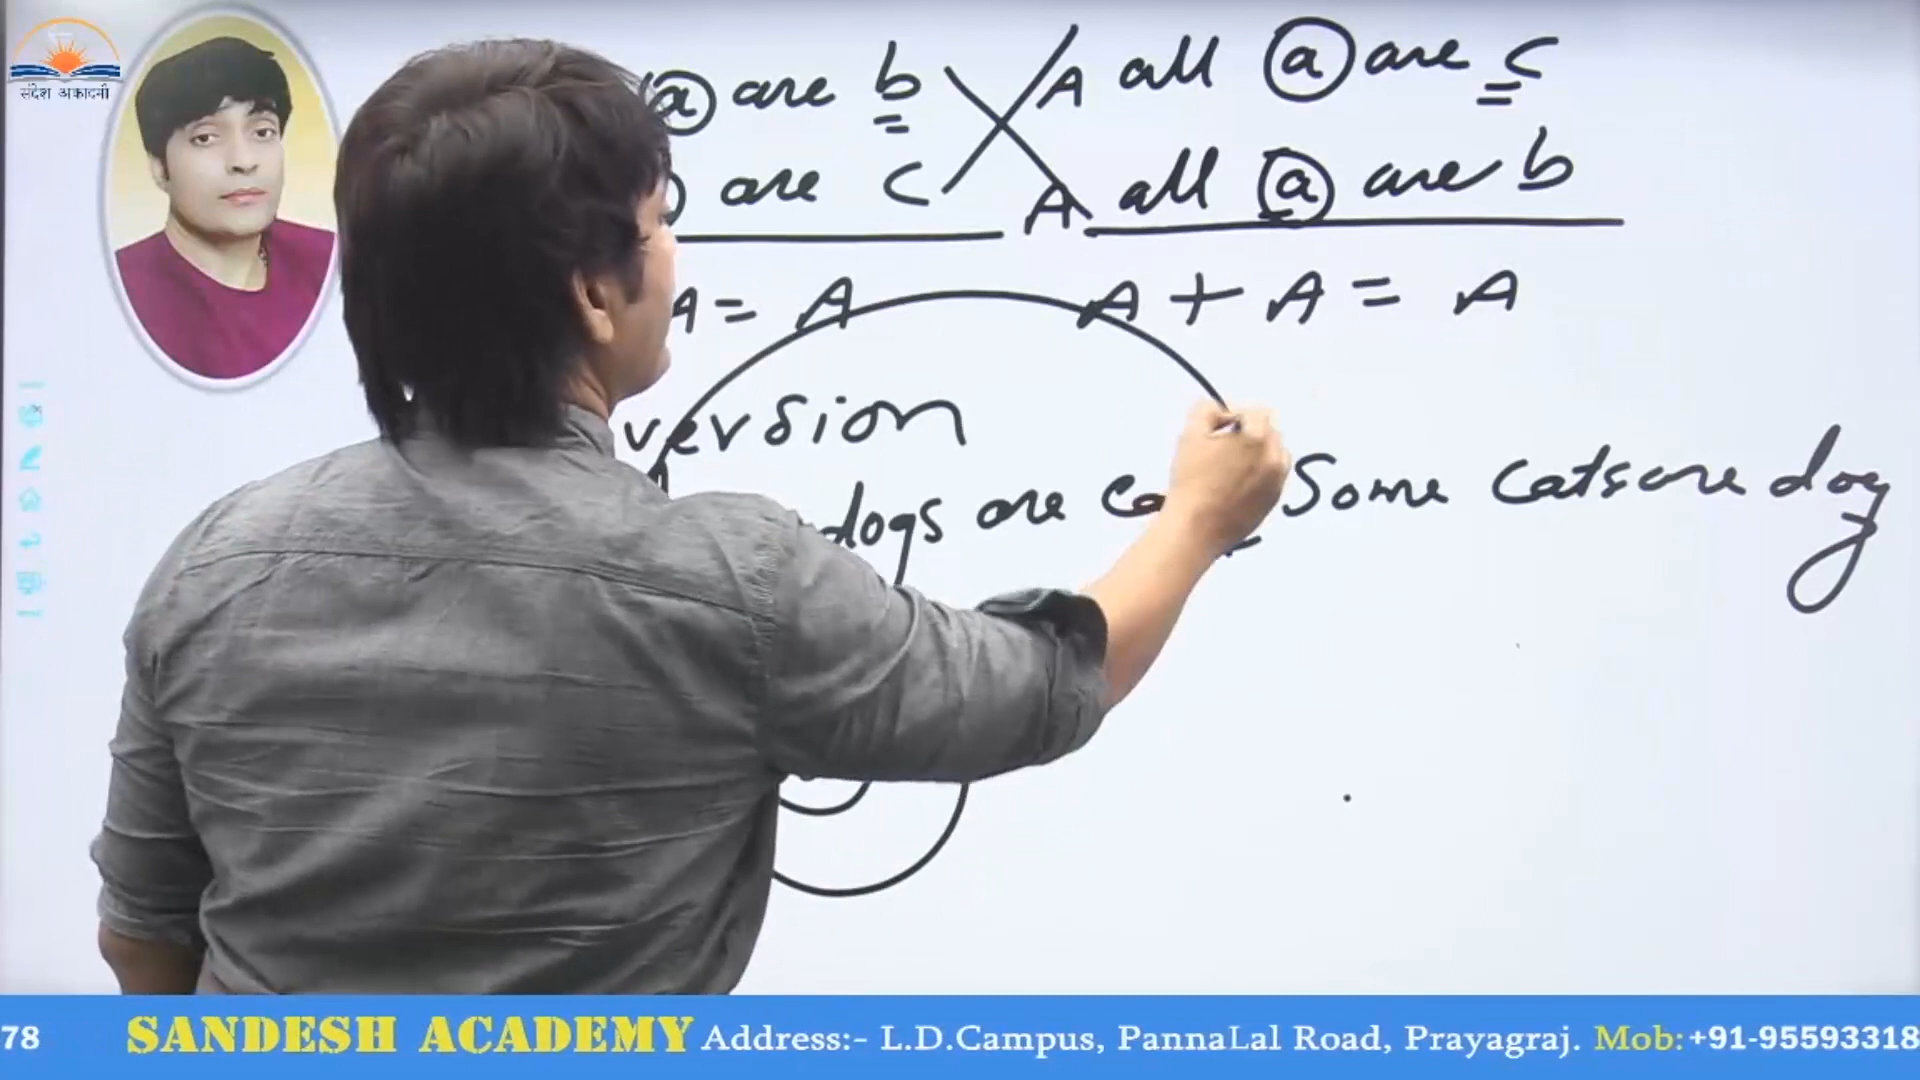 संदेश अकादमी
a are b A all a are c
are c A all a are b
A = A A + A = A
version
dogs are ca Some cats are dog
78 SANDESH ACADEMY Address:- L.D.Campus, PannaLal Road, Prayagraj. Mob:+91-95593318